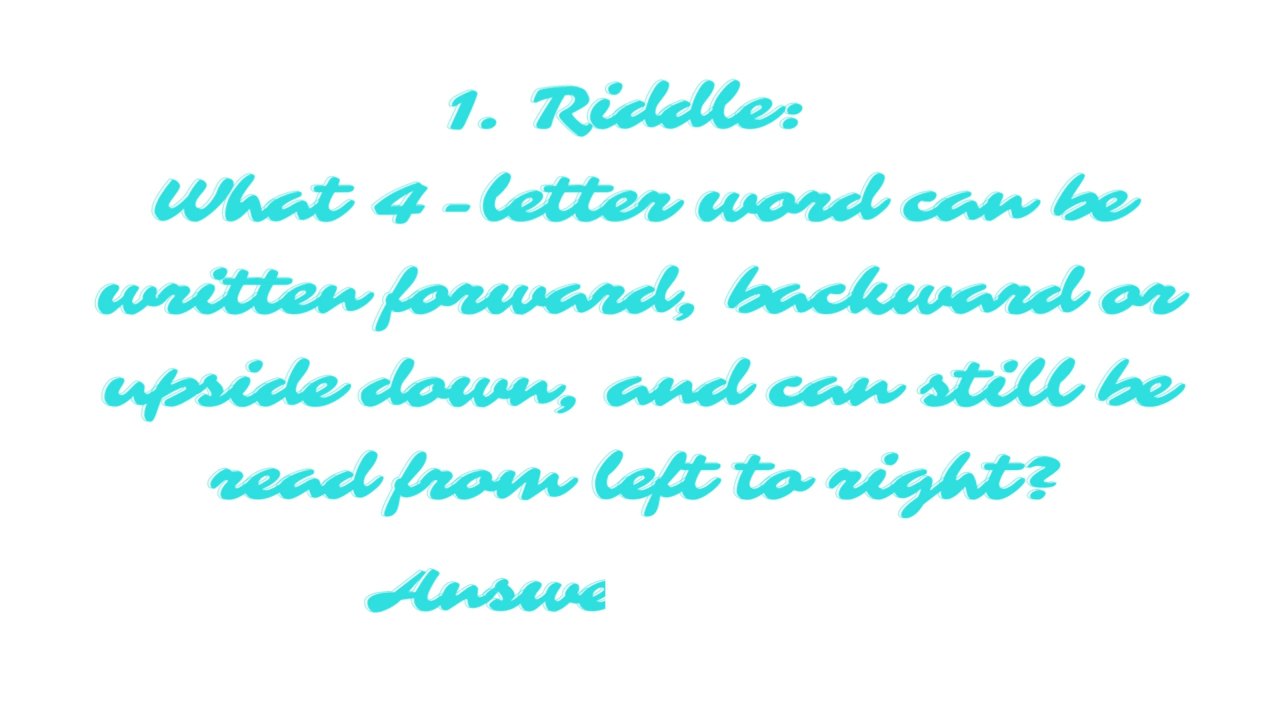 1. Riddle:
What 4-letter word can be
written forward, backward or
upside down, and can still be
read from left to right?
Answe